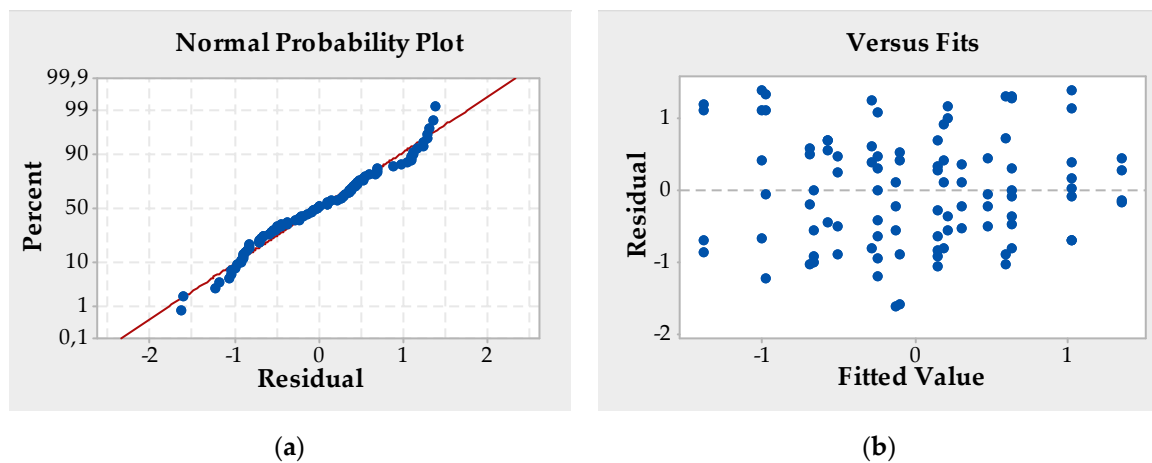 Normal Probability Plot
99,9
99
90
50
10
1
0,1
Percent
-2
-1
0
1
2
Residual
(a)
Versus Fits
1
0
-1
-2
Residual
-1
0
1
Fitted Value
(b)